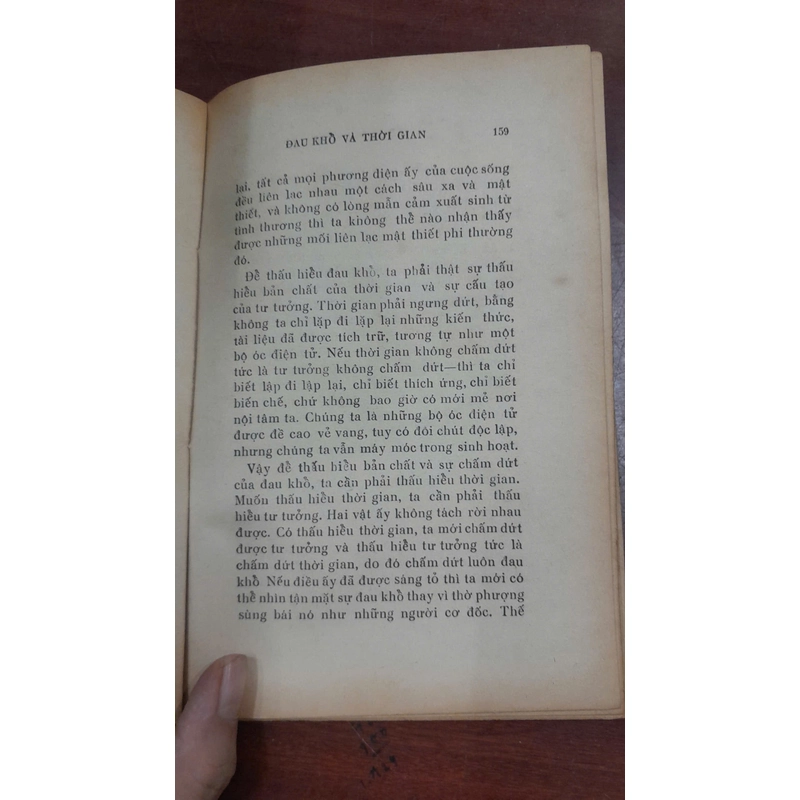 ĐAU KHỔ VÀ THỜI GIAN 159
lại, tất cả mọi phương diện ấy của cuộc sống
đều liên lạc nhau một cách sâu xa và mật
thiết, và không có lòng mẫn cảm xuất sinh từ
tình thương thì ta không thể nào nhận thấy
được những mối liên lạc mật thiết phi thường
đó.
Để thấu hiểu đau khổ, ta phải thật sự thấu
hiểu bản chất của thời gian và sự cấu tạo
của tư tưởng. Thời gian phải ngưng dứt, bằng
không ta chỉ lặp đi lặp lại những kiến thức,
tài liệu đã được tích trữ, tương tự như một
bộ óc điện tử. Nếu thời gian không chấm dứt
tức là tư tưởng không chấm dứt—thì ta chỉ
biết lập đi lập lại, chỉ biết thích ứng, chỉ biết
biến chế, chứ không bao giờ có mới mẻ nơi
nội tâm ta. Chúng ta là những bộ óc điện tử
được đề cao vẻ vang, tuy có đôi chút độc lập,
nhưng chúng ta vẫn máy móc trong sinh hoạt.
Vậy để thấu hiểu bản chất và sự chấm dứt
của đau khổ, ta cần phải thấu hiểu thời gian.
Muốn thấu hiểu thời gian, ta cần phải thấu
hiểu tư tưởng. Hai vật ấy không tách rời nhau
được. Có thấu hiểu thời gian, ta mới chấm dứt
được tư tưởng và thấu hiểu tư tưởng tức là
chấm dứt thời gian, do đó chấm dứt luôn đau
khổ Nếu điều ấy đã được sáng tỏ thì ta mới có
thể nhìn tận mặt sự đau khổ thay vì thờ phượng
sùng bái nó như những người cơ đốc. Thế